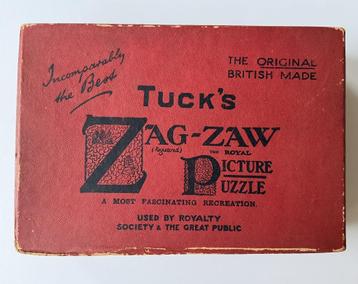 Incomparably
the Best
THE ORIGINAL
BRITISH MADE
TUCK'S
ZAG-ZAW
(Registered) THE ROYAL
PICTURE
PUZZLE
A MOST FASCINATING RECREATION.
USED BY ROYALTY
SOCIETY & THE GREAT PUBLIC